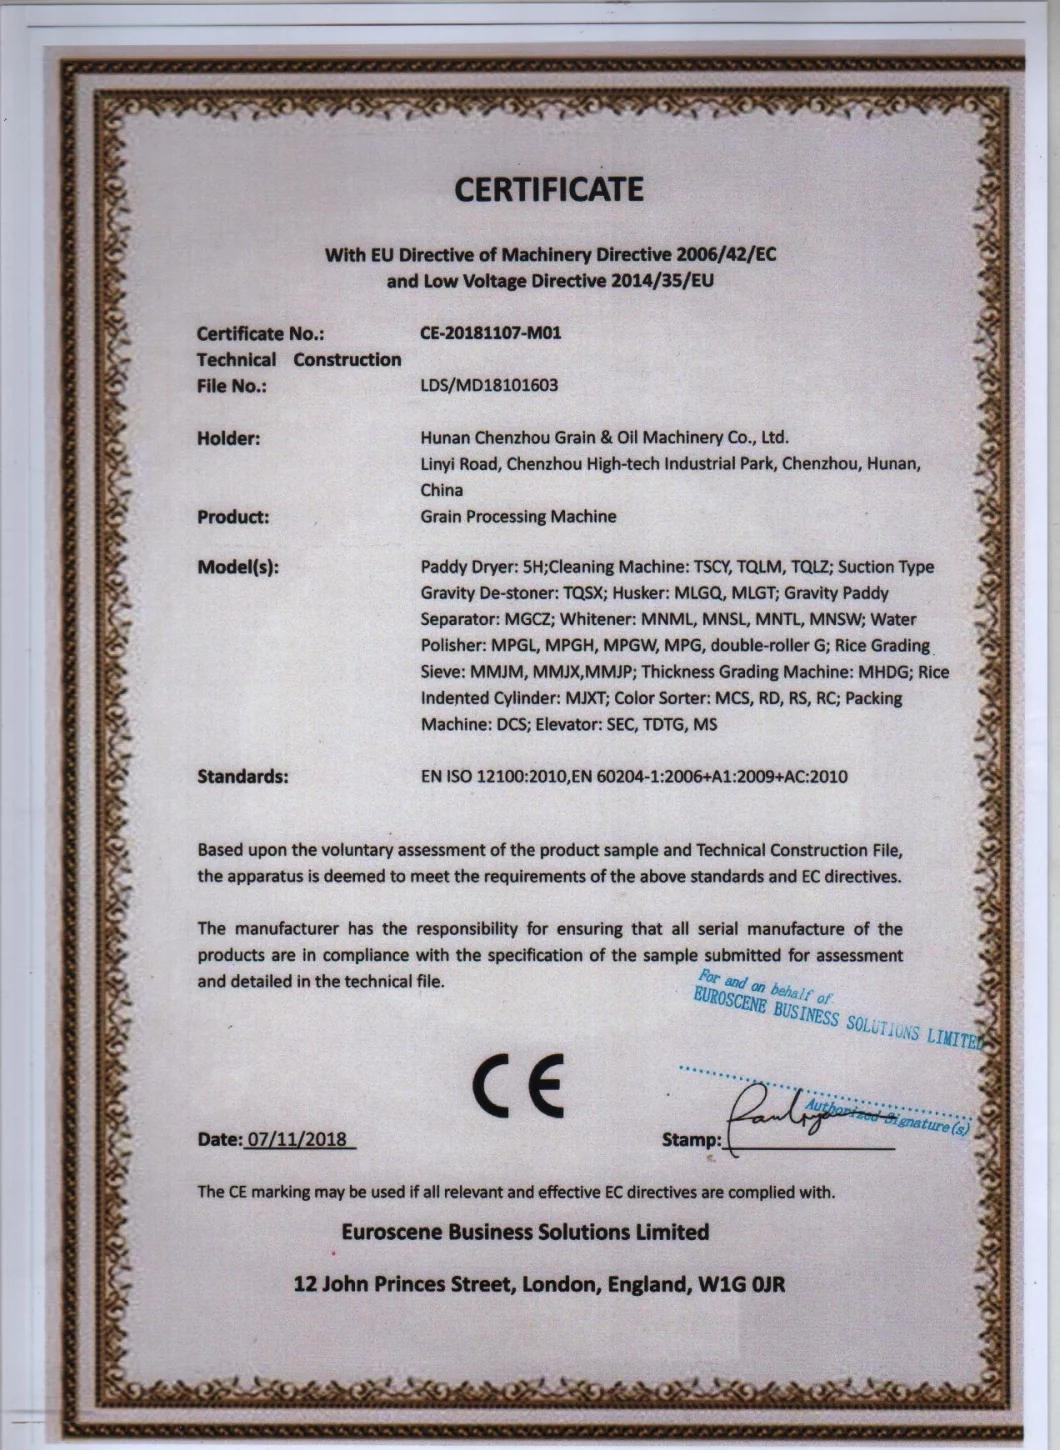 CERTIFICATE
With EU Directive of Machinery Directive 2006/42/EC
and Low Voltage Directive 2014/35/EU
Certificate No.: CE-20181107-M01
Technical Construction
File No.: LDS/MD18101603
Holder: Hunan Chenzhou Grain & Oil Machinery Co., Ltd.
Linyi Road, Chenzhou High-tech Industrial Park, Chenzhou, Hunan,
China
Product: Grain Processing Machine
Model(s): Paddy Dryer: 5H;Cleaning Machine: TSCY, TQLM, TQLZ; Suction Type
Gravity De-stoner: TQSX; Husker: MLGQ, MLGT; Gravity Paddy
Separator: MGCZ; Whitener: MNML, MNSL, MNTL, MNSW; Water
Polisher: MPGL, MPGH, MPGW, MPG, double-roller G; Rice Grading
Sieve: MMJM, MMJX,MMJP; Thickness Grading Machine: MHDG; Rice
Indented Cylinder: MJXT; Color Sorter: MCS, RD, RS, RC; Packing
Machine: DCS; Elevator: SEC, TDTG, MS
Standards: EN ISO 12100:2010,EN 60204-1:2006+A1:2009+AC:2010
Based upon the voluntary assessment of the product sample and Technical Construction File,
the apparatus is deemed to meet the requirements of the above standards and EC directives.
The manufacturer has the responsibility for ensuring that all serial manufacture of the
products are in compliance with the specification of the sample submitted for assessment
and detailed in the technical file.
For and on behalf of
EUROSCENE BUSINESS SOLUTIONS LIMITED
CE
Authorized Signature(s)
Date: 07/11/2018 Stamp:
The CE marking may be used if all relevant and effective EC directives are complied with.
Euroscene Business Solutions Limited
12 John Princes Street, London, England, W1G 0JR